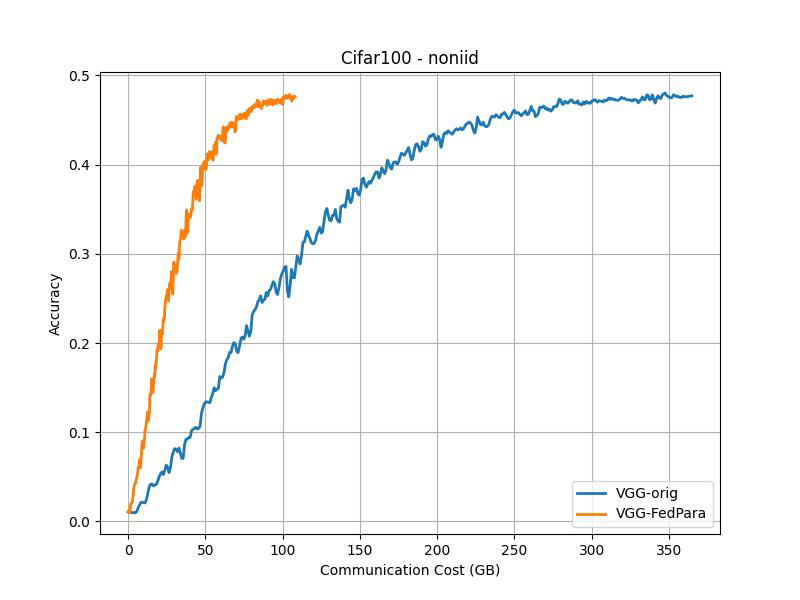 Cifar100 - noniid
0.5
0.4
0.3
0.2
0.1
0.0
Accuracy
0 50 100 150 200 250 300 350
Communication Cost (GB)
VGG-orig
VGG-FedPara